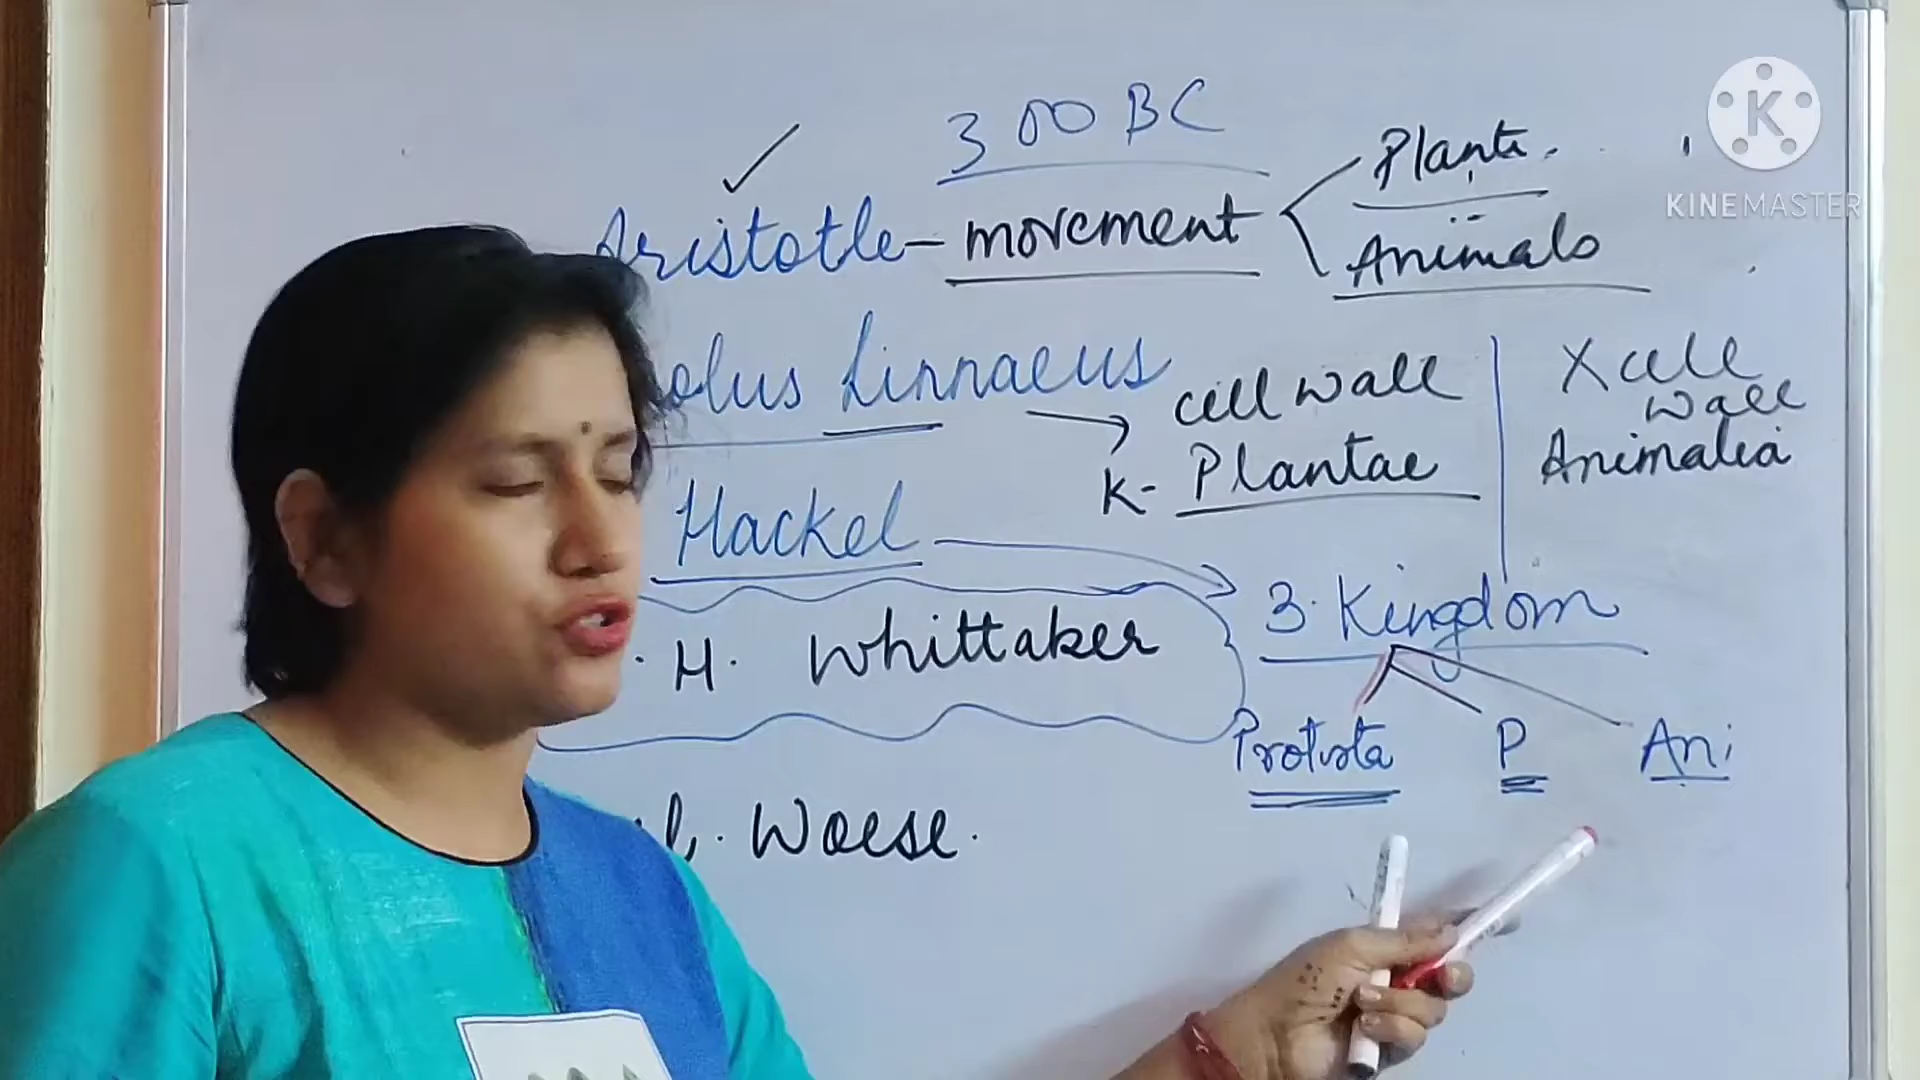 300 BC
Aristotle - movement
Plants
Animals
olus Linnaeus
cell wall
K- Plantae
X cell
wall
Animalia
Hackel
3. Kingdom
. H. Whittaker
Protista P Ani
l. Woese.
K
KINEMASTER